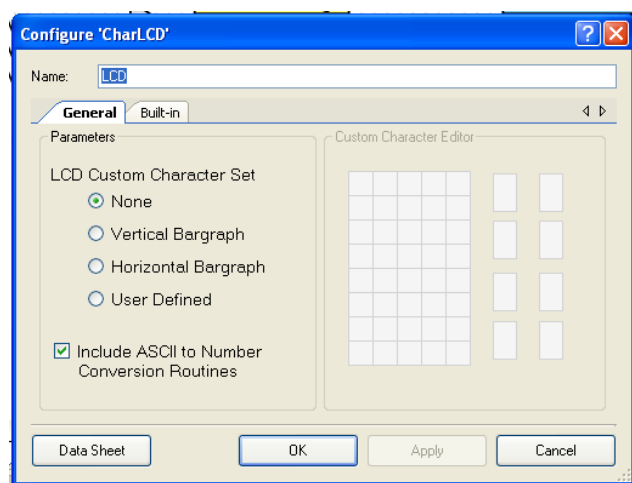 Configure 'CharLCD'
Name: LCD
General Built-in
Parameters
LCD Custom Character Set
None
Vertical Bargraph
Horizontal Bargraph
User Defined
Include ASCII to Number
Conversion Routines
Custom Character Editor
Data Sheet OK Apply Cancel